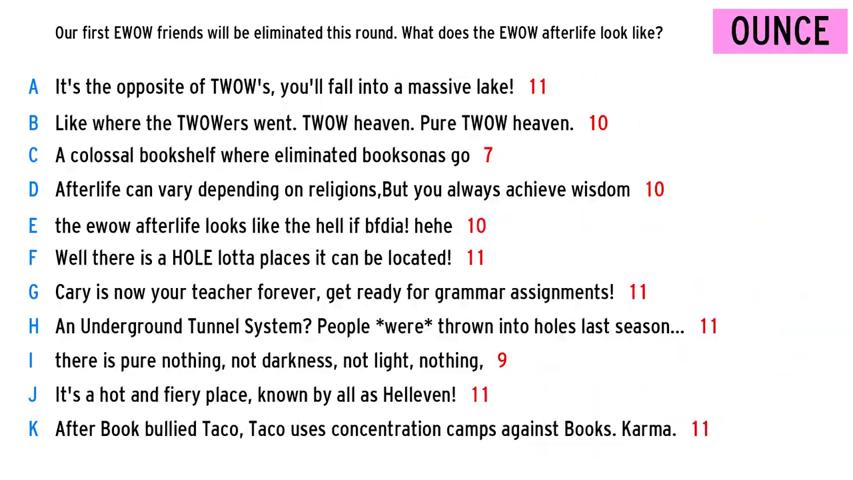 Our first EWOW friends will be eliminated this round. What does the EWOW afterlife look like?
OUNCE
A It's the opposite of TWOW's, you'll fall into a massive lake! 11
B Like where the TWOWers went. TWOW heaven. Pure TWOW heaven. 10
C A colossal bookshelf where eliminated booksonas go 7
D Afterlife can vary depending on religions,But you always achieve wisdom 10
E the ewow afterlife looks like the hell if bfdia! hehe 10
F Well there is a HOLE lotta places it can be located! 11
G Cary is now your teacher forever, get ready for grammar assignments! 11
H An Underground Tunnel System? People *were* thrown into holes last season... 11
I there is pure nothing, not darkness, not light, nothing, 9
J It's a hot and fiery place, known by all as Helleven! 11
K After Book bullied Taco, Taco uses concentration camps against Books. Karma. 11